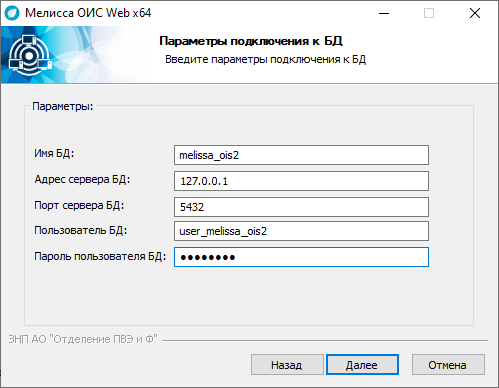 Мелисса ОИС Web x64
Параметры подключения к БД
Введите параметры подключения к БД
Параметры:
Имя БД: melissa_ois2
Адрес сервера БД: 127.0.0.1
Порт сервера БД: 5432
Пользователь БД: user_melissa_ois2
Пароль пользователя БД: ●●●●●●●●
ЗНП АО "Отделение ПВЭ и Ф"
Назад Далее Отмена